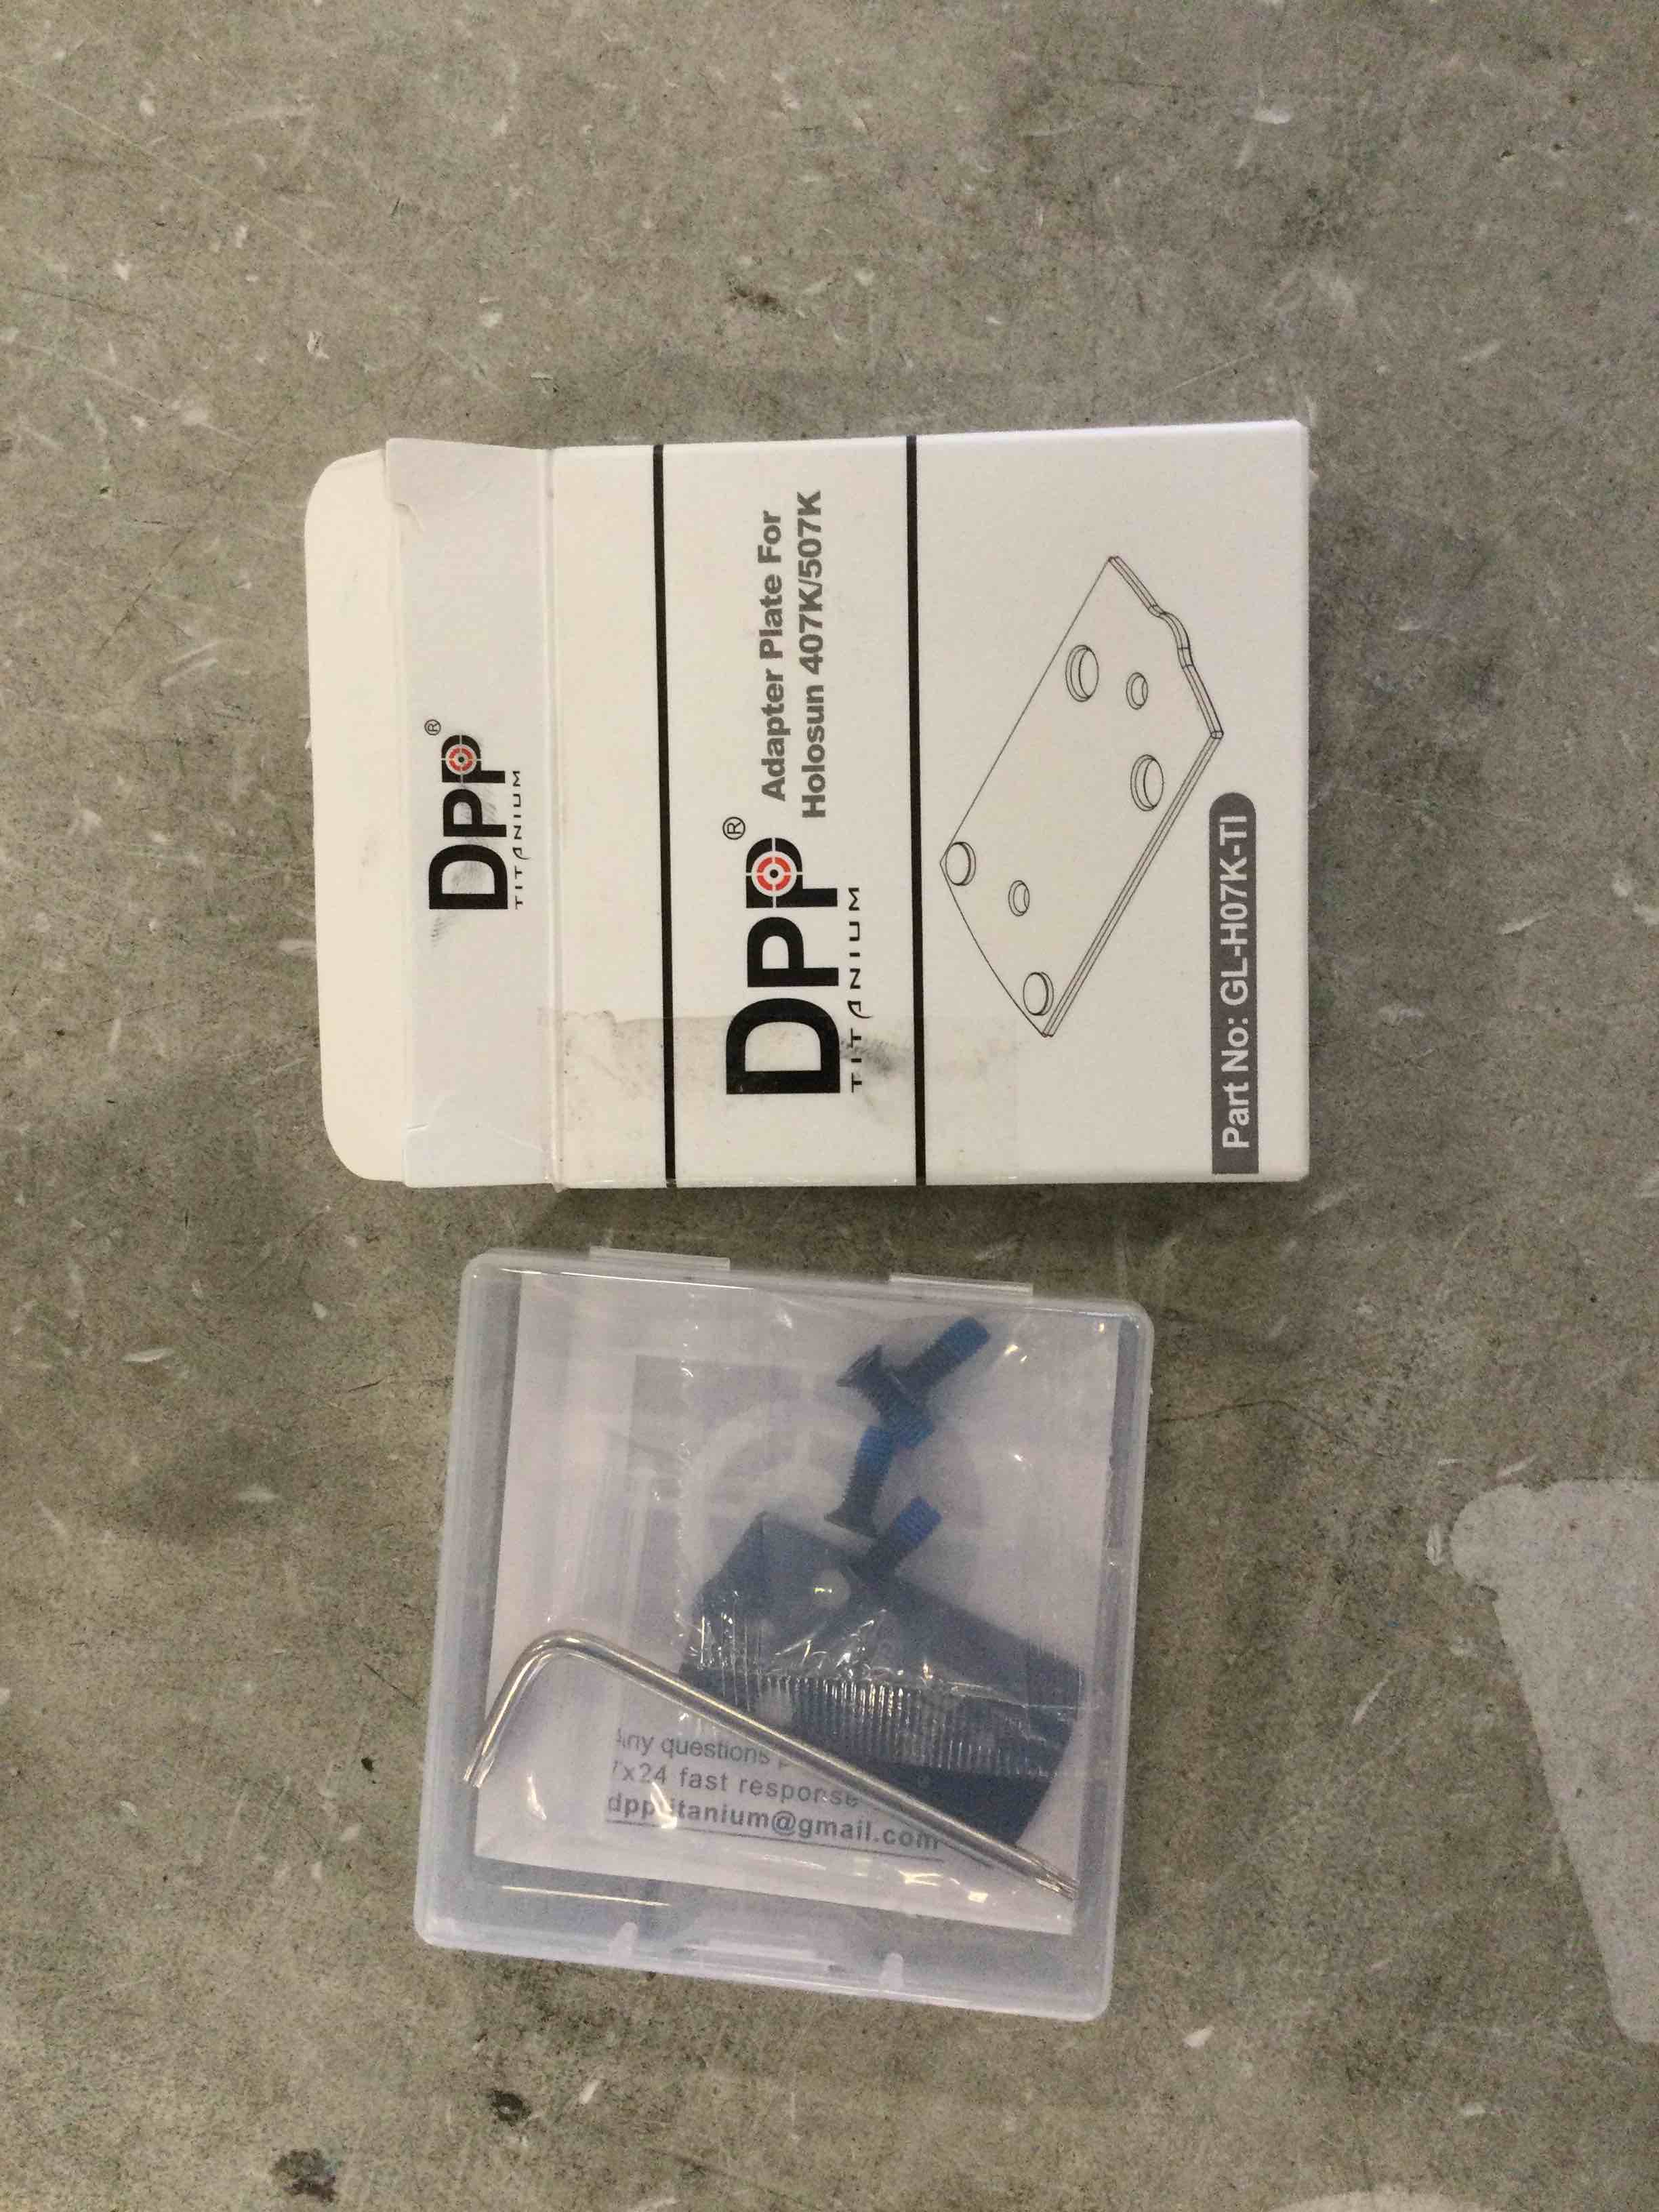 DPP®
TITANIUM
DPP®
TITANIUM
Adapter Plate For
Holosun 407K/507K
Part No: GL-H07K-TI
Any questions
7x24 fast response
dpptitanium@gmail.com